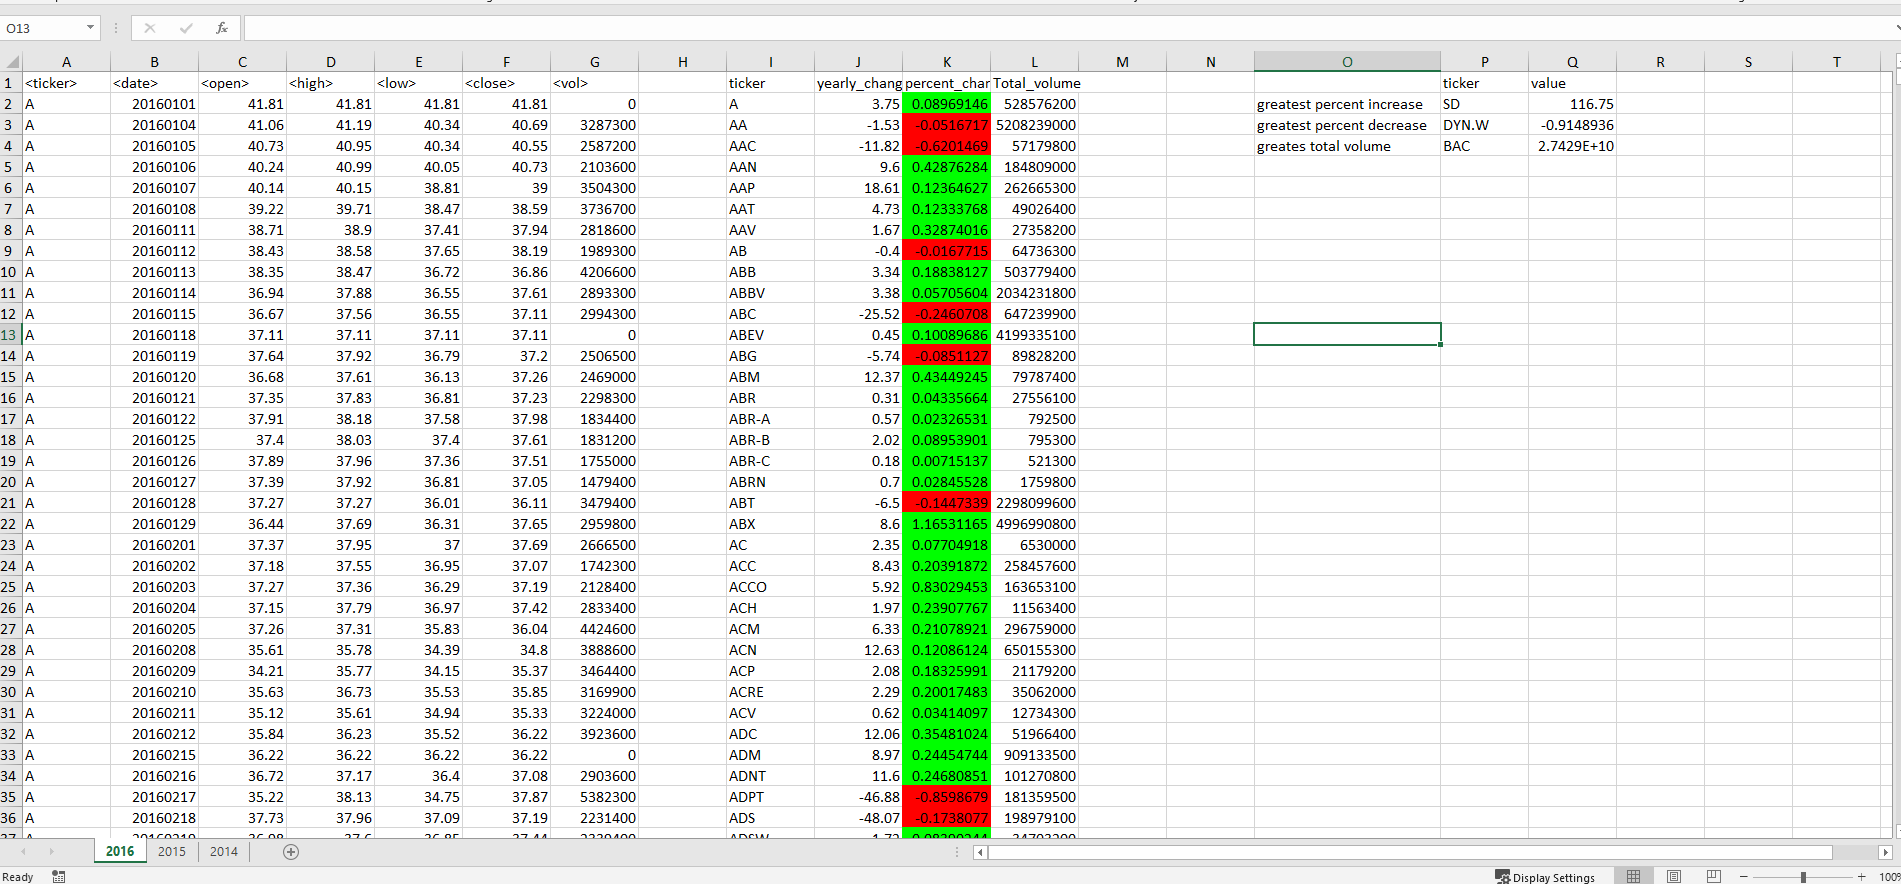 O13
fx
A B C D E F G H I J K L M N O P Q R S T
1 <ticker> <date> <open> <high> <low> <close> <vol> ticker yearly_chang percent_char Total_volume ticker value
2 A 20160101 41.81 41.81 41.81 41.81 0 A 3.75 0.08969146 528576200 greatest percent increase SD 116.75
3 A 20160104 41.06 41.19 40.34 40.69 3287300 AA -1.53 -0.0516717 5208239000 greatest percent decrease DYN.W -0.9148936
4 A 20160105 40.73 40.95 40.34 40.55 2587200 AAC -11.82 -0.6201469 57179800 greates total volume BAC 2.7429E+10
5 A 20160106 40.24 40.99 40.05 40.73 2103600 AAN 9.6 0.42876284 184809000
6 A 20160107 40.14 40.15 38.81 39 3504300 AAP 18.61 0.12364627 262665300
7 A 20160108 39.22 39.71 38.47 38.59 3736700 AAT 4.73 0.12333768 49026400
8 A 20160111 38.71 38.9 37.41 37.94 2818600 AAV 1.67 0.32874016 27358200
9 A 20160112 38.43 38.58 37.65 38.19 1989300 AB -0.4 -0.0167715 64736300
10 A 20160113 38.35 38.47 36.72 36.86 4206600 ABB 3.34 0.18838127 503779400
11 A 20160114 36.94 37.88 36.55 37.61 2893300 ABBV 3.38 0.05705604 2034231800
12 A 20160115 36.67 37.56 36.55 37.11 2994300 ABC -25.52 -0.2460708 647239900
13 A 20160118 37.11 37.11 37.11 37.11 0 ABEV 0.45 0.10089686 4199335100
14 A 20160119 37.64 37.92 36.79 37.2 2506500 ABG -5.74 -0.0851127 89828200
15 A 20160120 36.68 37.61 36.13 37.26 2469000 ABM 12.37 0.43449245 79787400
16 A 20160121 37.35 37.83 36.81 37.23 2298300 ABR 0.31 0.04335664 27556100
17 A 20160122 37.91 38.18 37.58 37.98 1834400 ABR-A 0.57 0.02326531 792500
18 A 20160125 37.4 38.03 37.4 37.61 1831200 ABR-B 2.02 0.08953901 795300
19 A 20160126 37.89 37.96 37.36 37.51 1755000 ABR-C 0.18 0.00715137 521300
20 A 20160127 37.39 37.92 36.81 37.05 1479400 ABRN 0.7 0.02845528 1759800
21 A 20160128 37.27 37.27 36.01 36.11 3479400 ABT -6.5 -0.1447339 2298099600
22 A 20160129 36.44 37.69 36.31 37.65 2959800 ABX 8.6 1.16531165 4996990800
23 A 20160201 37.37 37.95 37 37.69 2666500 AC 2.35 0.07704918 6530000
24 A 20160202 37.18 37.55 36.95 37.07 1742300 ACC 8.43 0.20391872 258457600
25 A 20160203 37.27 37.36 36.29 37.19 2128400 ACCO 5.92 0.83029453 163653100
26 A 20160204 37.15 37.79 36.97 37.42 2833400 ACH 1.97 0.23907767 11563400
27 A 20160205 37.26 37.31 35.83 36.04 4424600 ACM 6.33 0.21078921 296759000
28 A 20160208 35.61 35.78 34.39 34.8 3888600 ACN 12.63 0.12086124 650155300
29 A 20160209 34.21 35.77 34.15 35.37 3464400 ACP 2.08 0.18325991 21179200
30 A 20160210 35.63 36.73 35.53 35.85 3169900 ACRE 2.29 0.20017483 35062000
31 A 20160211 35.12 35.61 34.94 35.33 3224000 ACV 0.62 0.03414097 12734300
32 A 20160212 35.84 36.23 35.52 36.22 3923600 ADC 12.06 0.35481024 51966400
33 A 20160215 36.22 36.22 36.22 36.22 0 ADM 8.97 0.24454744 909133500
34 A 20160216 36.72 37.17 36.4 37.08 2903600 ADNT 11.6 0.24680851 101270800
35 A 20160217 35.22 38.13 34.75 37.87 5382300 ADPT -46.88 -0.8598679 181359500
36 A 20160218 37.73 37.96 37.09 37.19 2231400 ADS -48.07 -0.1738077 198979100
2016 2015 2014
Ready Display Settings 100%